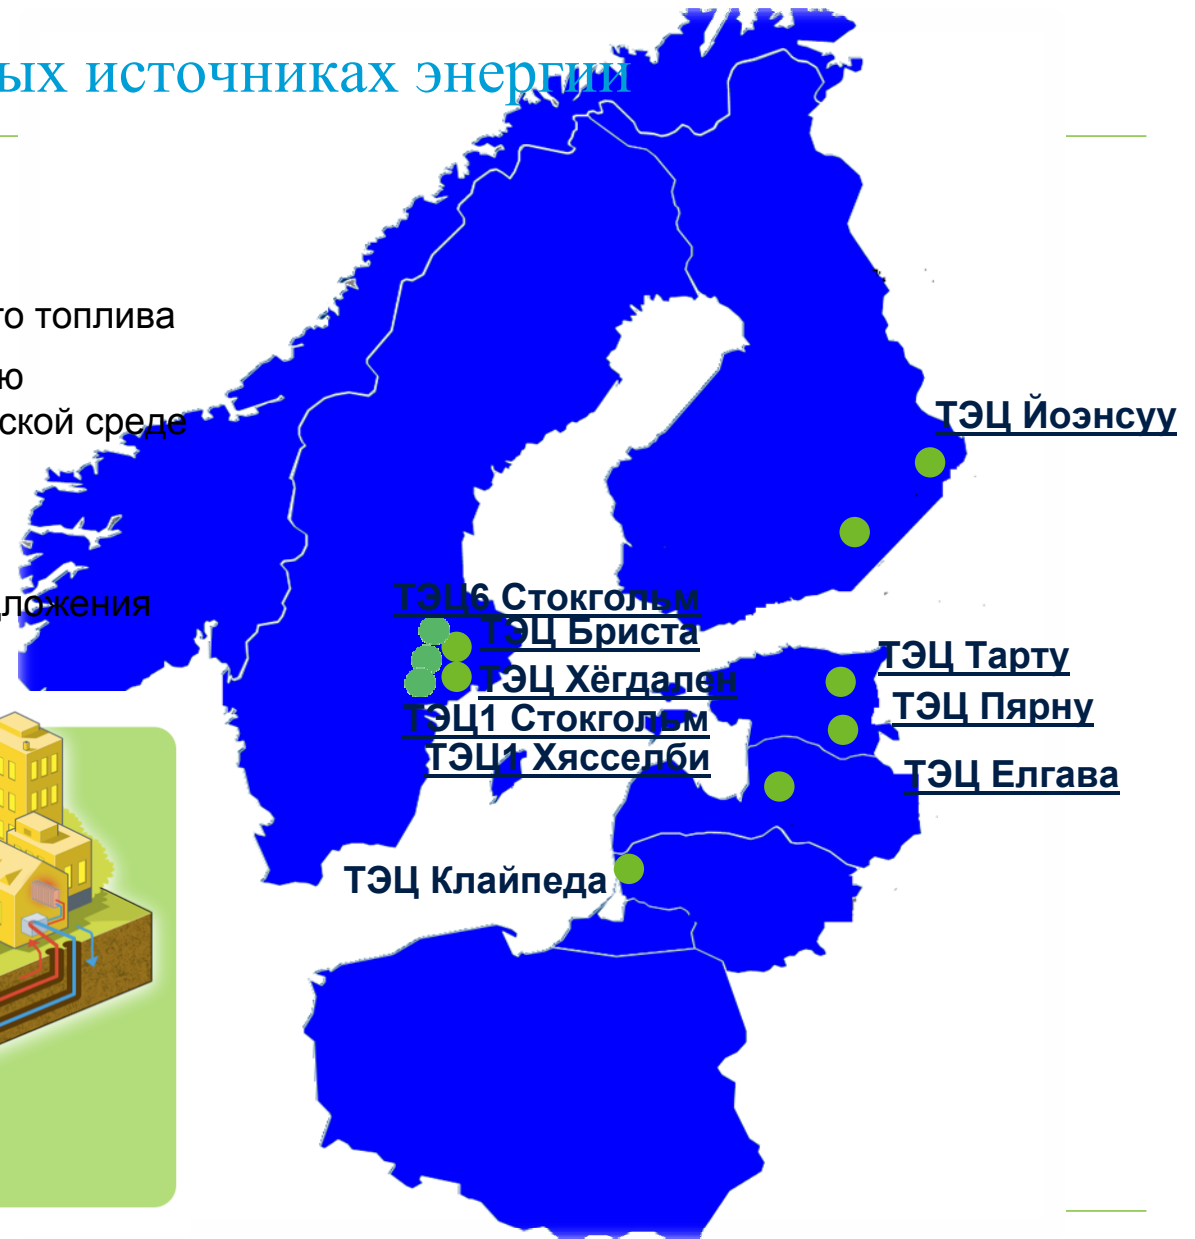 ых источниках энергии
го топлива
ю
ской среде
дложения
ТЭЦ Йоэнсуу
ТЭЦ6 Стокгольм
ТЭЦ Бриста
ТЭЦ Хёгдален
ТЭЦ1 Стокгольм
ТЭЦ1 Хясселби
ТЭЦ Тарту
ТЭЦ Пярну
ТЭЦ Елгава
ТЭЦ Клайпеда